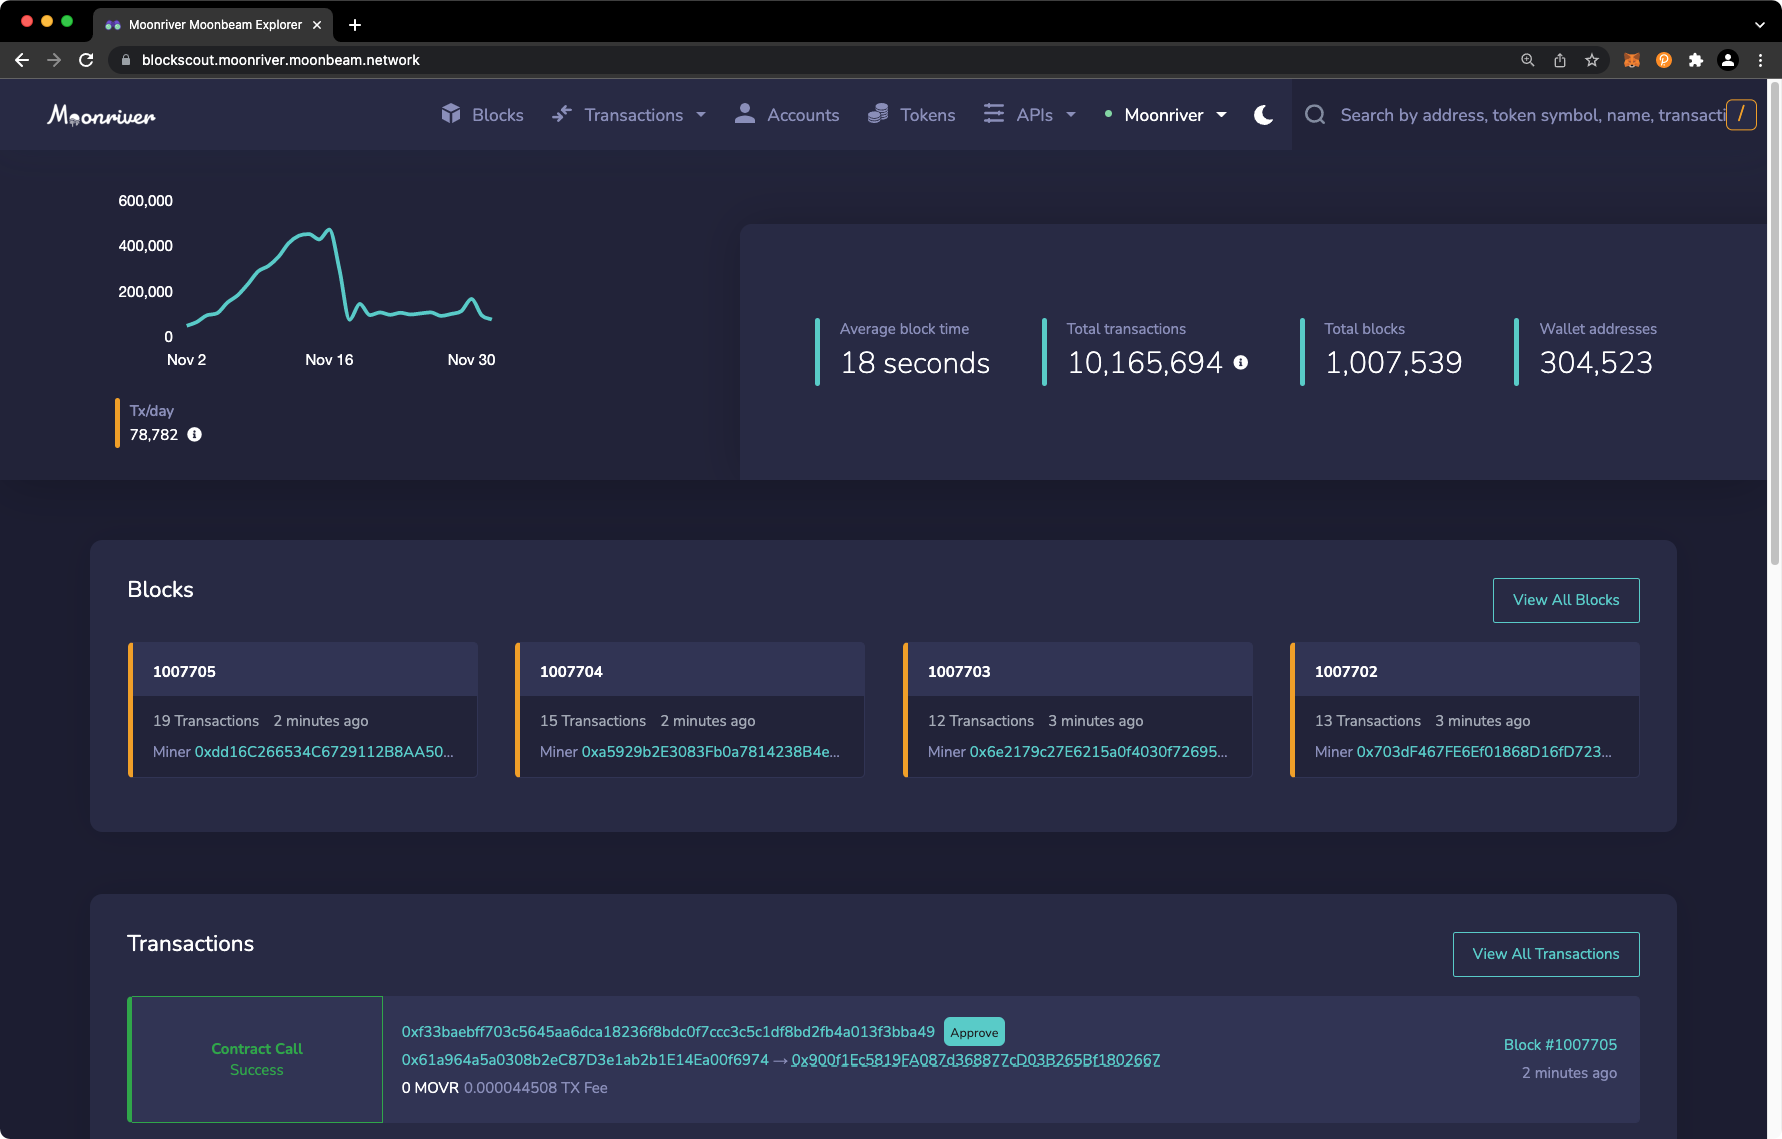 Moonriver Moonbeam Explorer
blockscout.moonriver.moonbeam.network
Moonriver
Blocks Transactions Accounts Tokens APIs Moonriver Search by address, token symbol, name, transacti /
600,000
400,000
200,000
0
Nov 2 Nov 16 Nov 30
Tx/day
78,782
Average block time
18 seconds
Total transactions
10,165,694
Total blocks
1,007,539
Wallet addresses
304,523
Blocks
View All Blocks
1007705
19 Transactions 2 minutes ago
Miner 0xdd16C266534C6729112B8AA50...
1007704
15 Transactions 2 minutes ago
Miner 0xa5929b2E3083Fb0a7814238B4e...
1007703
12 Transactions 3 minutes ago
Miner 0x6e2179c27E6215a0f4030f72695...
1007702
13 Transactions 3 minutes ago
Miner 0x703dF467FE6Ef01868D16fD723...
Transactions
View All Transactions
Contract Call
Success
0xf33baebff703c5645aa6dca18236f8bdc0f7ccc3c5c1df8bd2fb4a013f3bba49 Approve
0x61a964a5a0308b2eC87D3e1ab2b1E14Ea00f6974 → 0x900f1Ec5819FA087d368877cD03B265Bf1802667
0 MOVR 0.000044508 TX Fee
Block #1007705
2 minutes ago